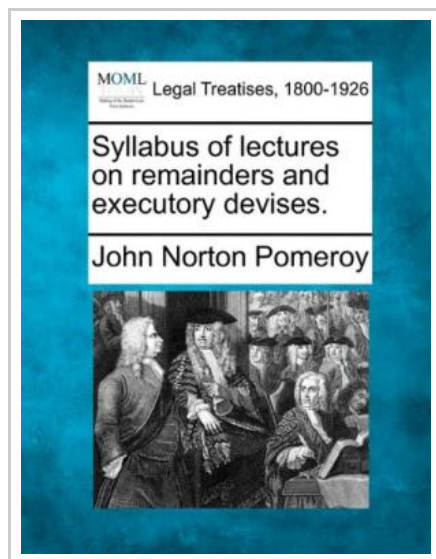 MOML
Legal Treatises, 1800-1926
Syllabus of lectures
on remainders and
executory devises.
John Norton Pomeroy